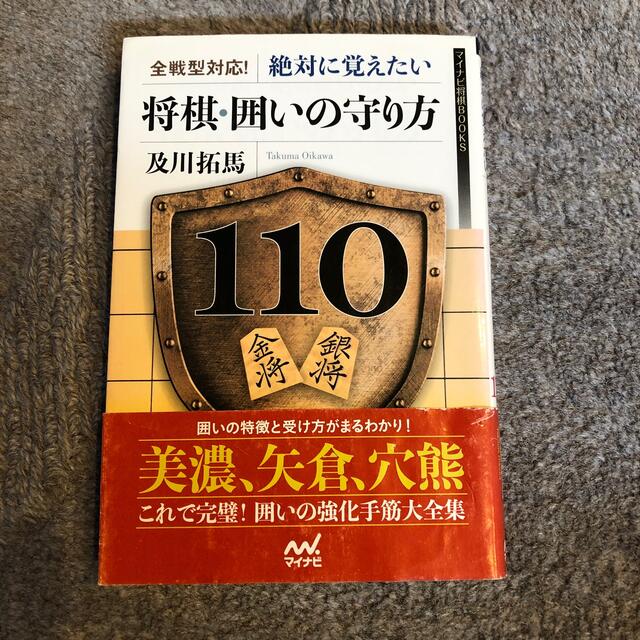 全戦型対応! 絶対に覚えたい
将棋・囲いの守り方
及川拓馬 Takuma Oikawa
マイナビ将棋BOOKS
110
金将 銀将
囲いの特徴と受け方がまるわかり!
美濃、矢倉、穴熊
これで完璧!囲いの強化手筋大全集
マイナビ